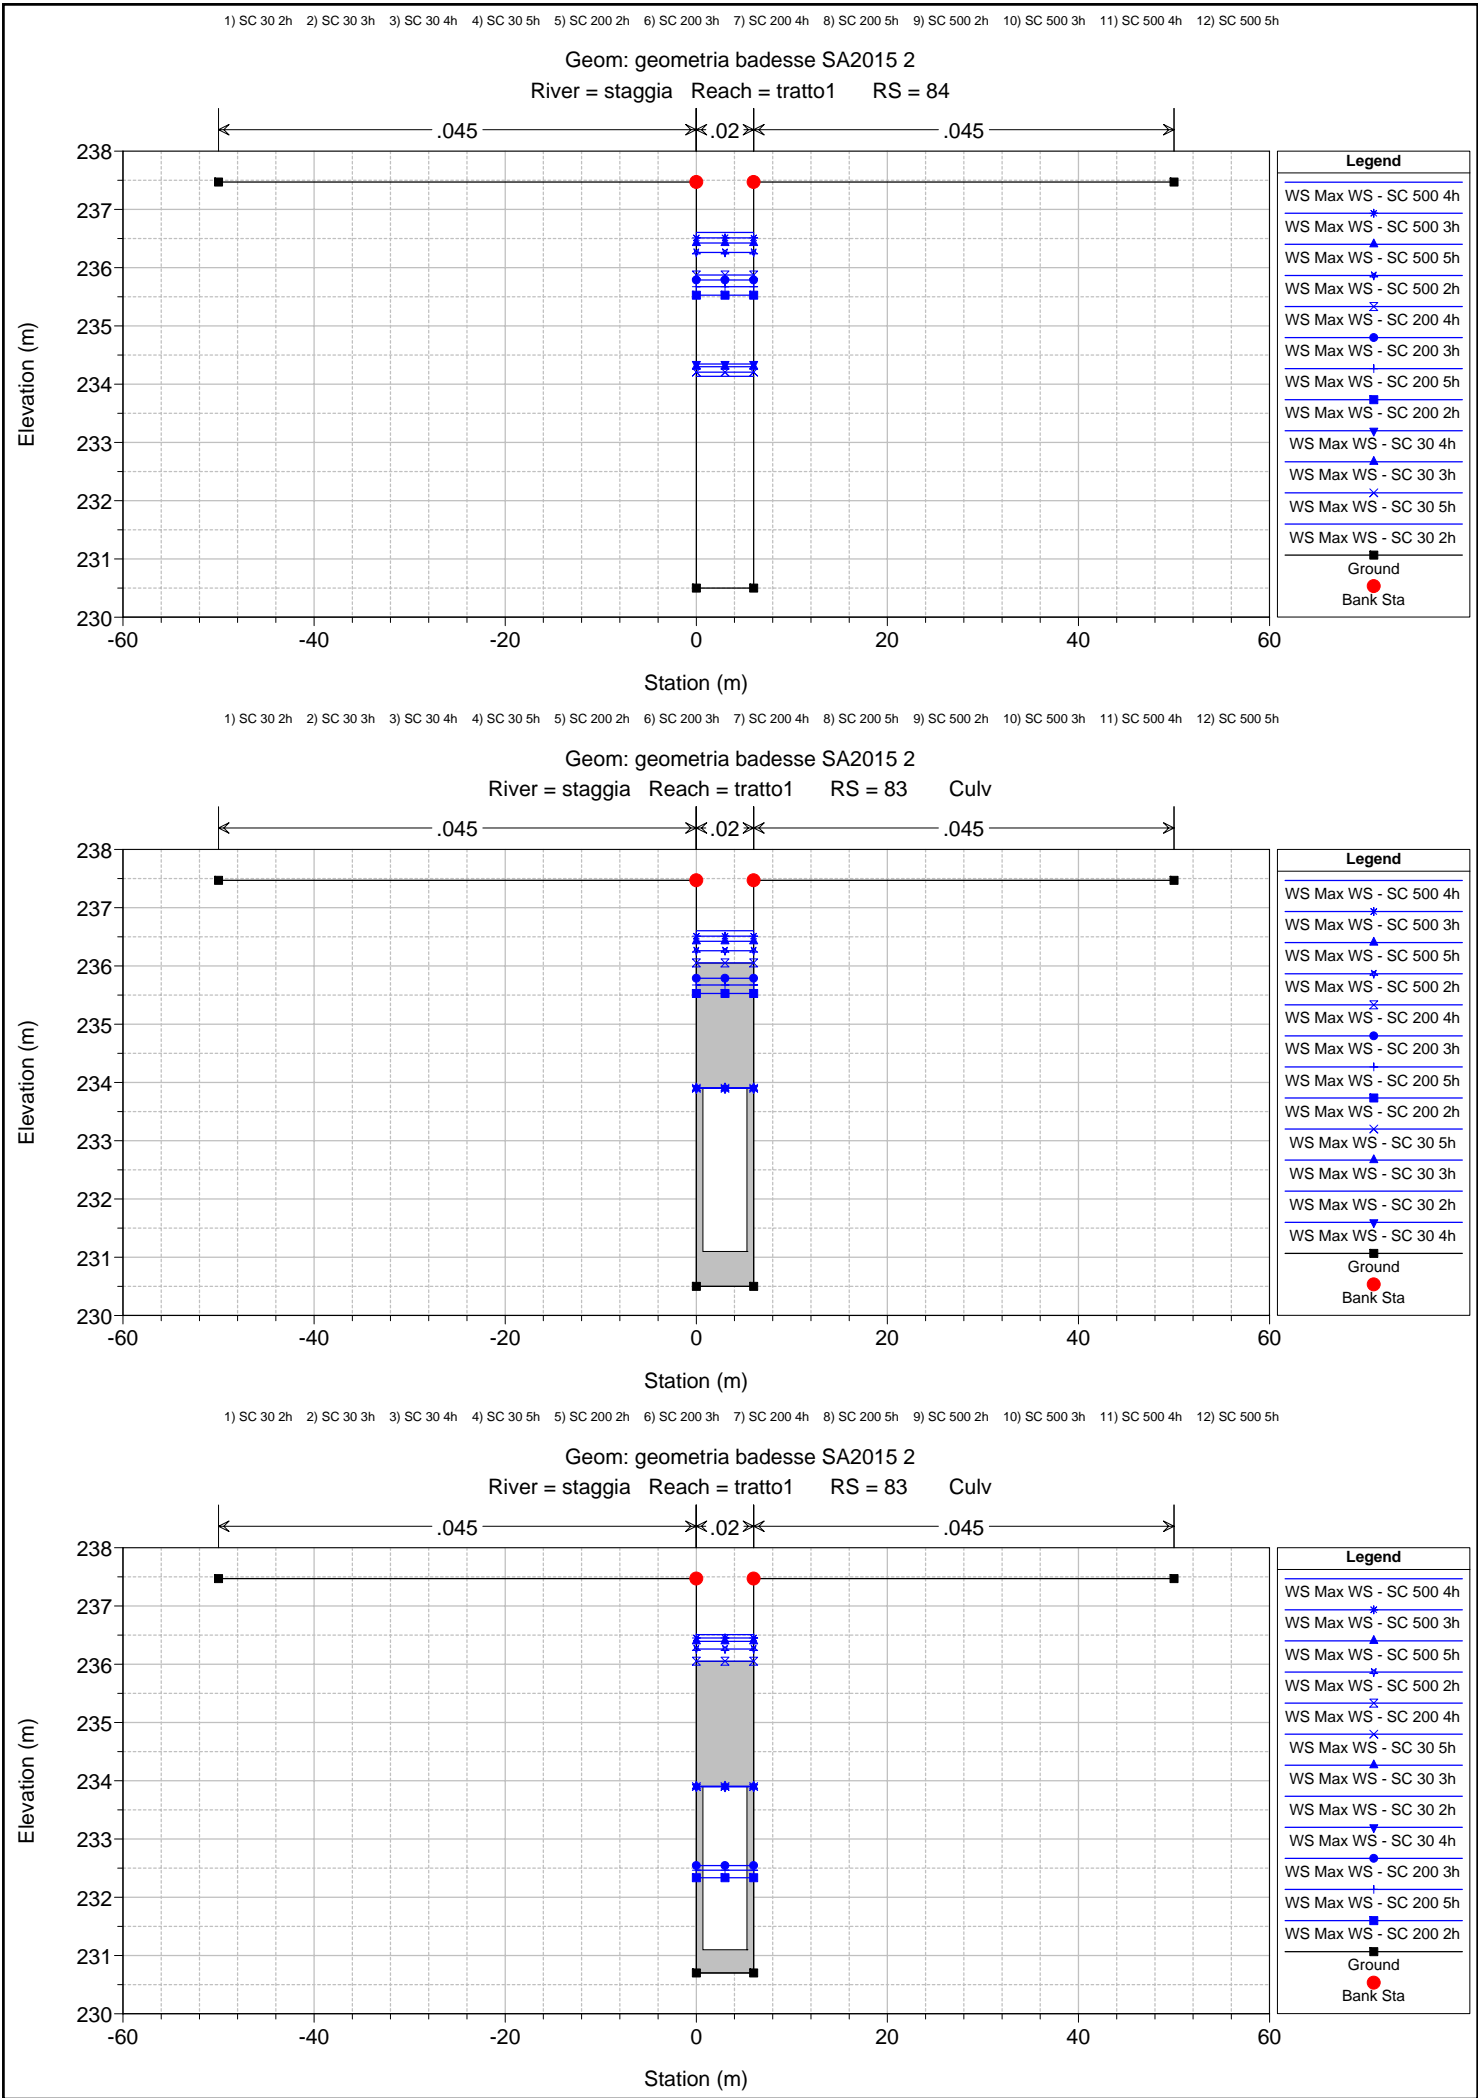 1) SC 30 2h 2) SC 30 3h 3) SC 30 4h 4) SC 30 5h 5) SC 200 2h 6) SC 200 3h 7) SC 200 4h 8) SC 200 5h 9) SC 500 2h 10) SC 500 3h 11) SC 500 4h 12) SC 500 5h
Geom: geometria badesse SA2015 2
River = staggia Reach = tratto1 RS = 84
.045 .02 .045
238
237
236
235
234
233
232
231
230
Elevation (m)
-60 -40 -20 0 20 40 60
Station (m)
Legend
WS Max WS - SC 500 4h
WS Max WS - SC 500 3h
WS Max WS - SC 500 5h
WS Max WS - SC 500 2h
WS Max WS - SC 200 4h
WS Max WS - SC 200 3h
WS Max WS - SC 200 5h
WS Max WS - SC 200 2h
WS Max WS - SC 30 4h
WS Max WS - SC 30 3h
WS Max WS - SC 30 5h
WS Max WS - SC 30 2h
Ground
Bank Sta
1) SC 30 2h 2) SC 30 3h 3) SC 30 4h 4) SC 30 5h 5) SC 200 2h 6) SC 200 3h 7) SC 200 4h 8) SC 200 5h 9) SC 500 2h 10) SC 500 3h 11) SC 500 4h 12) SC 500 5h
Geom: geometria badesse SA2015 2
River = staggia Reach = tratto1 RS = 83 Culv
.045 .02 .045
238
237
236
235
234
233
232
231
230
Elevation (m)
-60 -40 -20 0 20 40 60
Station (m)
Legend
WS Max WS - SC 500 4h
WS Max WS - SC 500 3h
WS Max WS - SC 500 5h
WS Max WS - SC 500 2h
WS Max WS - SC 200 4h
WS Max WS - SC 200 3h
WS Max WS - SC 200 5h
WS Max WS - SC 200 2h
WS Max WS - SC 30 5h
WS Max WS - SC 30 3h
WS Max WS - SC 30 2h
WS Max WS - SC 30 4h
Ground
Bank Sta
1) SC 30 2h 2) SC 30 3h 3) SC 30 4h 4) SC 30 5h 5) SC 200 2h 6) SC 200 3h 7) SC 200 4h 8) SC 200 5h 9) SC 500 2h 10) SC 500 3h 11) SC 500 4h 12) SC 500 5h
Geom: geometria badesse SA2015 2
River = staggia Reach = tratto1 RS = 83 Culv
.045 .02 .045
238
237
236
235
234
233
232
231
230
Elevation (m)
-60 -40 -20 0 20 40 60
Station (m)
Legend
WS Max WS - SC 500 4h
WS Max WS - SC 500 3h
WS Max WS - SC 500 5h
WS Max WS - SC 500 2h
WS Max WS - SC 200 4h
WS Max WS - SC 30 5h
WS Max WS - SC 30 3h
WS Max WS - SC 30 2h
WS Max WS - SC 30 4h
WS Max WS - SC 200 3h
WS Max WS - SC 200 5h
WS Max WS - SC 200 2h
Ground
Bank Sta